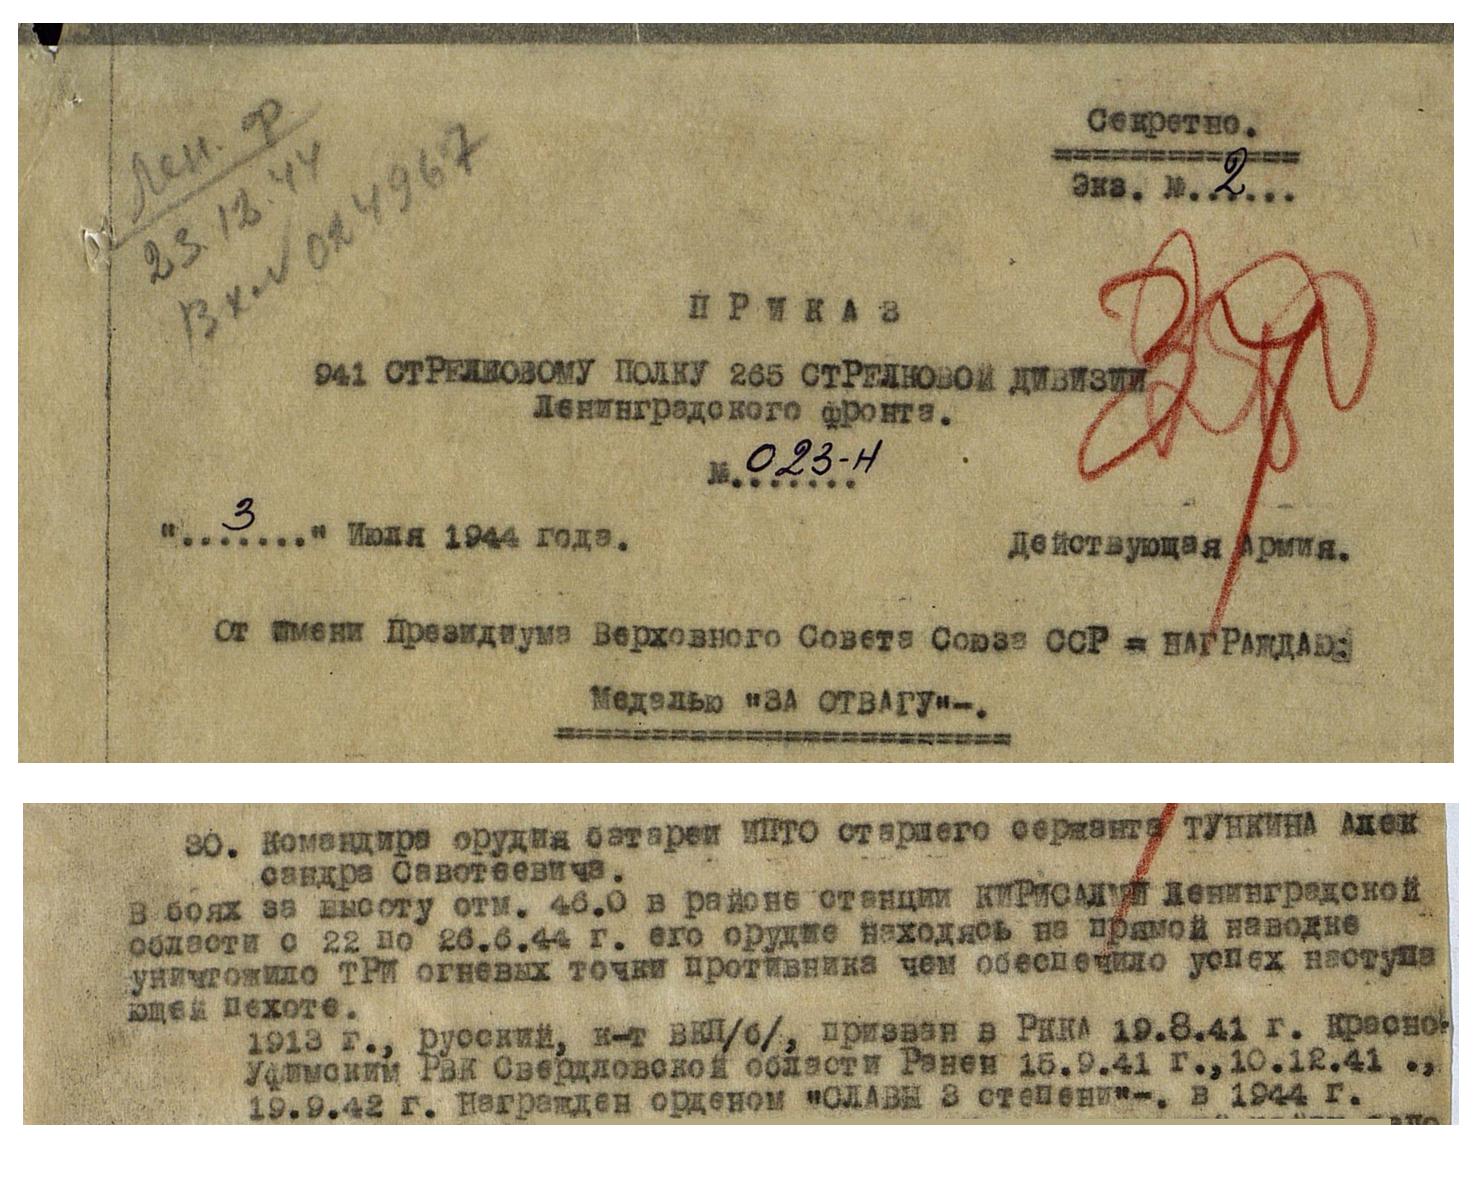 Лен. Ф
23.12.44
Вх.№ 024967
Секретно.
Экз. №.2.....
ПРИКАЗ
941 СТРЕЛКОВОМУ ПОЛКУ 265 СТРЕЛКОВОЙ ДИВИЗИИ
Ленинградского фронта.
№.023-Н
"...3...." Июля 1944 года.
Действующая Армия.
От имени Президиума Верховного Совета Союза ССР = НАГРАЖДАЮ:
Медалью "ЗА ОТВАГУ"-.
30. Командира орудия батареи ИПТО старшего сержанта ТУНКИНА Алек
сандра Савотеевича.
В боях за высоту отм. 46.0 в районе станции КИРИСАЛМИ Ленинградской
области с 22 по 26.6.44 г. его орудие находясь на прямой наводке
уничтожило ТРИ огневых точки противника чем обеспечило успех наступа
ющей пехоте.
1913 г., русский, к-т ВКП/б/, призван в РККА 19.8.41 г. Красно-
Уфимским РВК Свердловской области Ранен 15.9.41 г.,10.12.41 .,
19.9.42 г. Награжден орденом "СЛАВЫ 3 степени"-. в 1944 г.